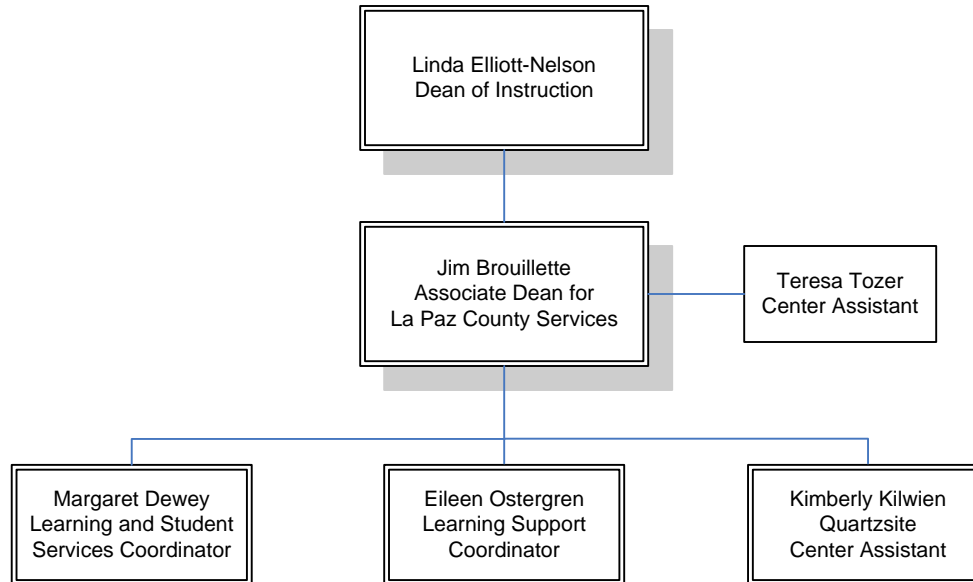 Linda Elliott-Nelson
Dean of Instruction
Jim Brouillette
Associate Dean for
La Paz County Services
Teresa Tozer
Center Assistant
Margaret Dewey
Learning and Student
Services Coordinator
Eileen Ostergren
Learning Support
Coordinator
Kimberly Kilwien
Quartzsite
Center Assistant